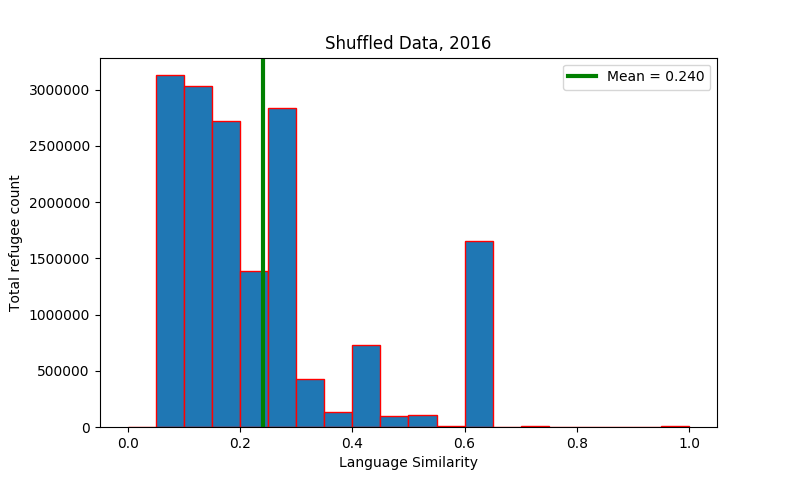 Shuffled Data, 2016
Mean = 0.240
Total refugee count
3000000
2500000
2000000
1500000
1000000
500000
0
0.0 0.2 0.4 0.6 0.8 1.0
Language Similarity